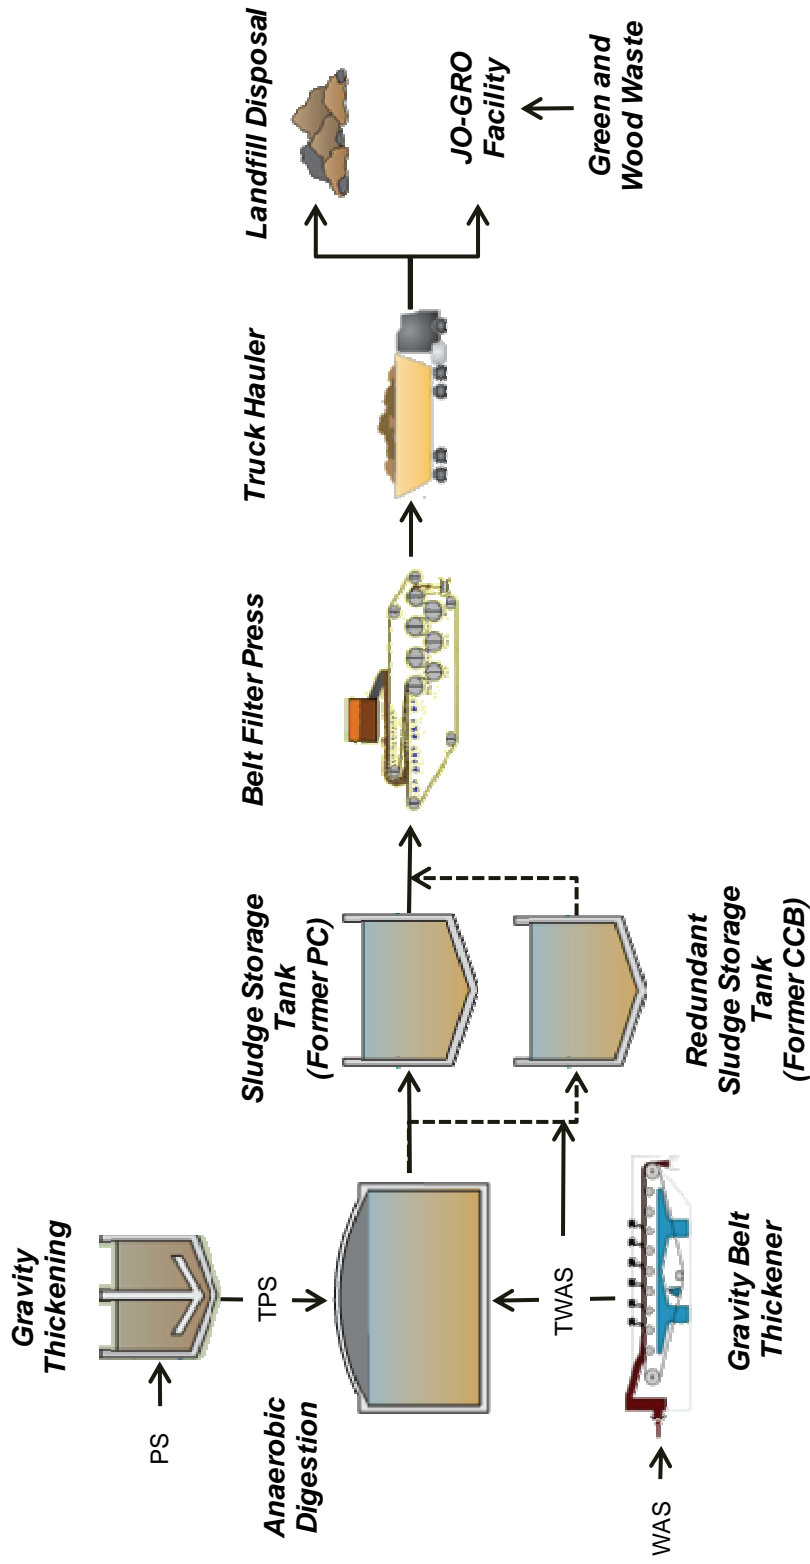 PS
Gravity
Thickening
TPS
Anaerobic
Digestion
WAS
Gravity Belt
Thickener
TWAS
Sludge Storage
Tank
(Former PC)
Redundant
Sludge Storage
Tank
(Former CCB)
Belt Filter Press
Truck Hauler
Landfill Disposal
JO-GRO
Facility
Green and
Wood Waste